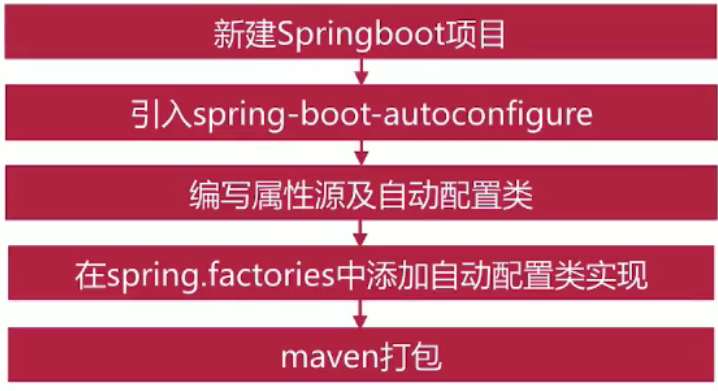 新建Springboot项目
引入spring-boot-autoconfigure
编写属性源及自动配置类
在spring.factories中添加自动配置类实现
maven打包